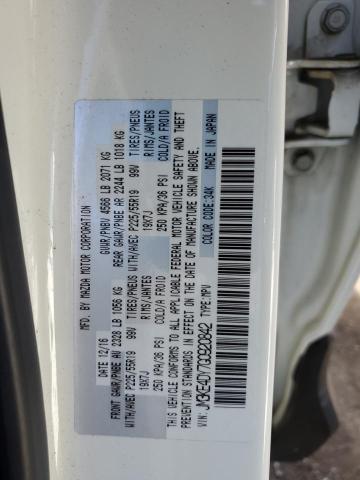 MFD. BY MAZDA MOTOR CORPORATION
DATE: 12/16 GVWR/PNBV 4566 LB 2071 KG
FRONT GAWR/PNBE AV 2328 LB 1056 KG REAR GAWR/PNBE AR 2244 LB 1018 KG
WITH/AVEC P225/55R19 99V TIRES/PNEUS WITH/AVEC P225/55R19 99V TIRES/PNEUS
19X7J RIMS/JANTES 19X7J RIMS/JANTES
250 KPA/36 PSI COLD/A FROID 250 KPA/36 PSI COLD/A FROID
THIS VEHICLE CONFORMS TO ALL APPLICABLE FEDERAL MOTOR VEHICLE SAFETY AND THEFT
PREVENTION STANDARDS IN EFFECT ON THE DATE OF MANUFACTURE SHOWN ABOVE.
MADE IN JAPAN
VIN: TYPE: MPV COLOR CODE: 34K